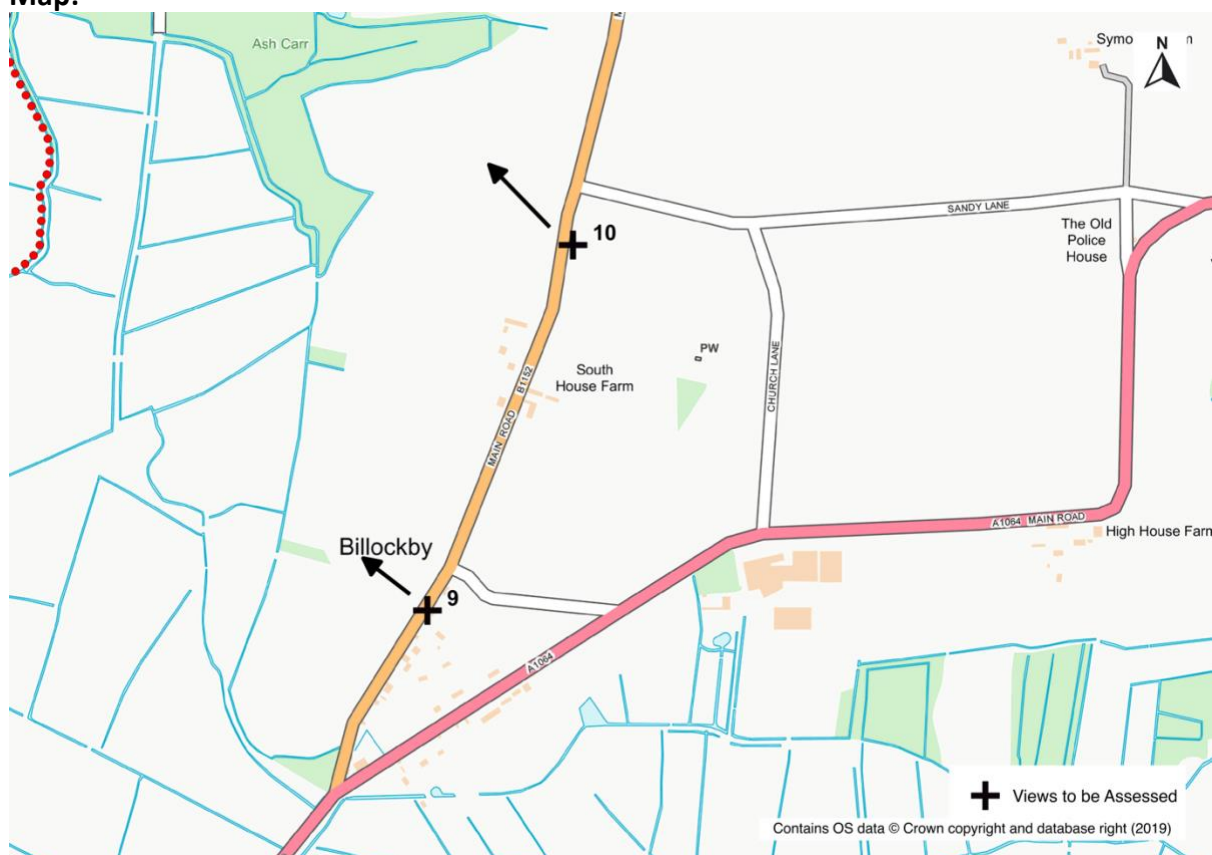 Map:
Ash Carr
N
10
SANDY LANE
The Old
Police
House
PW
South
House Farm
CHURCH LANE
MAIN ROAD B1152
A1064 MAIN ROAD
High House Farm
Billockby
9
A1064
Views to be Assessed
Contains OS data © Crown copyright and database right (2019)